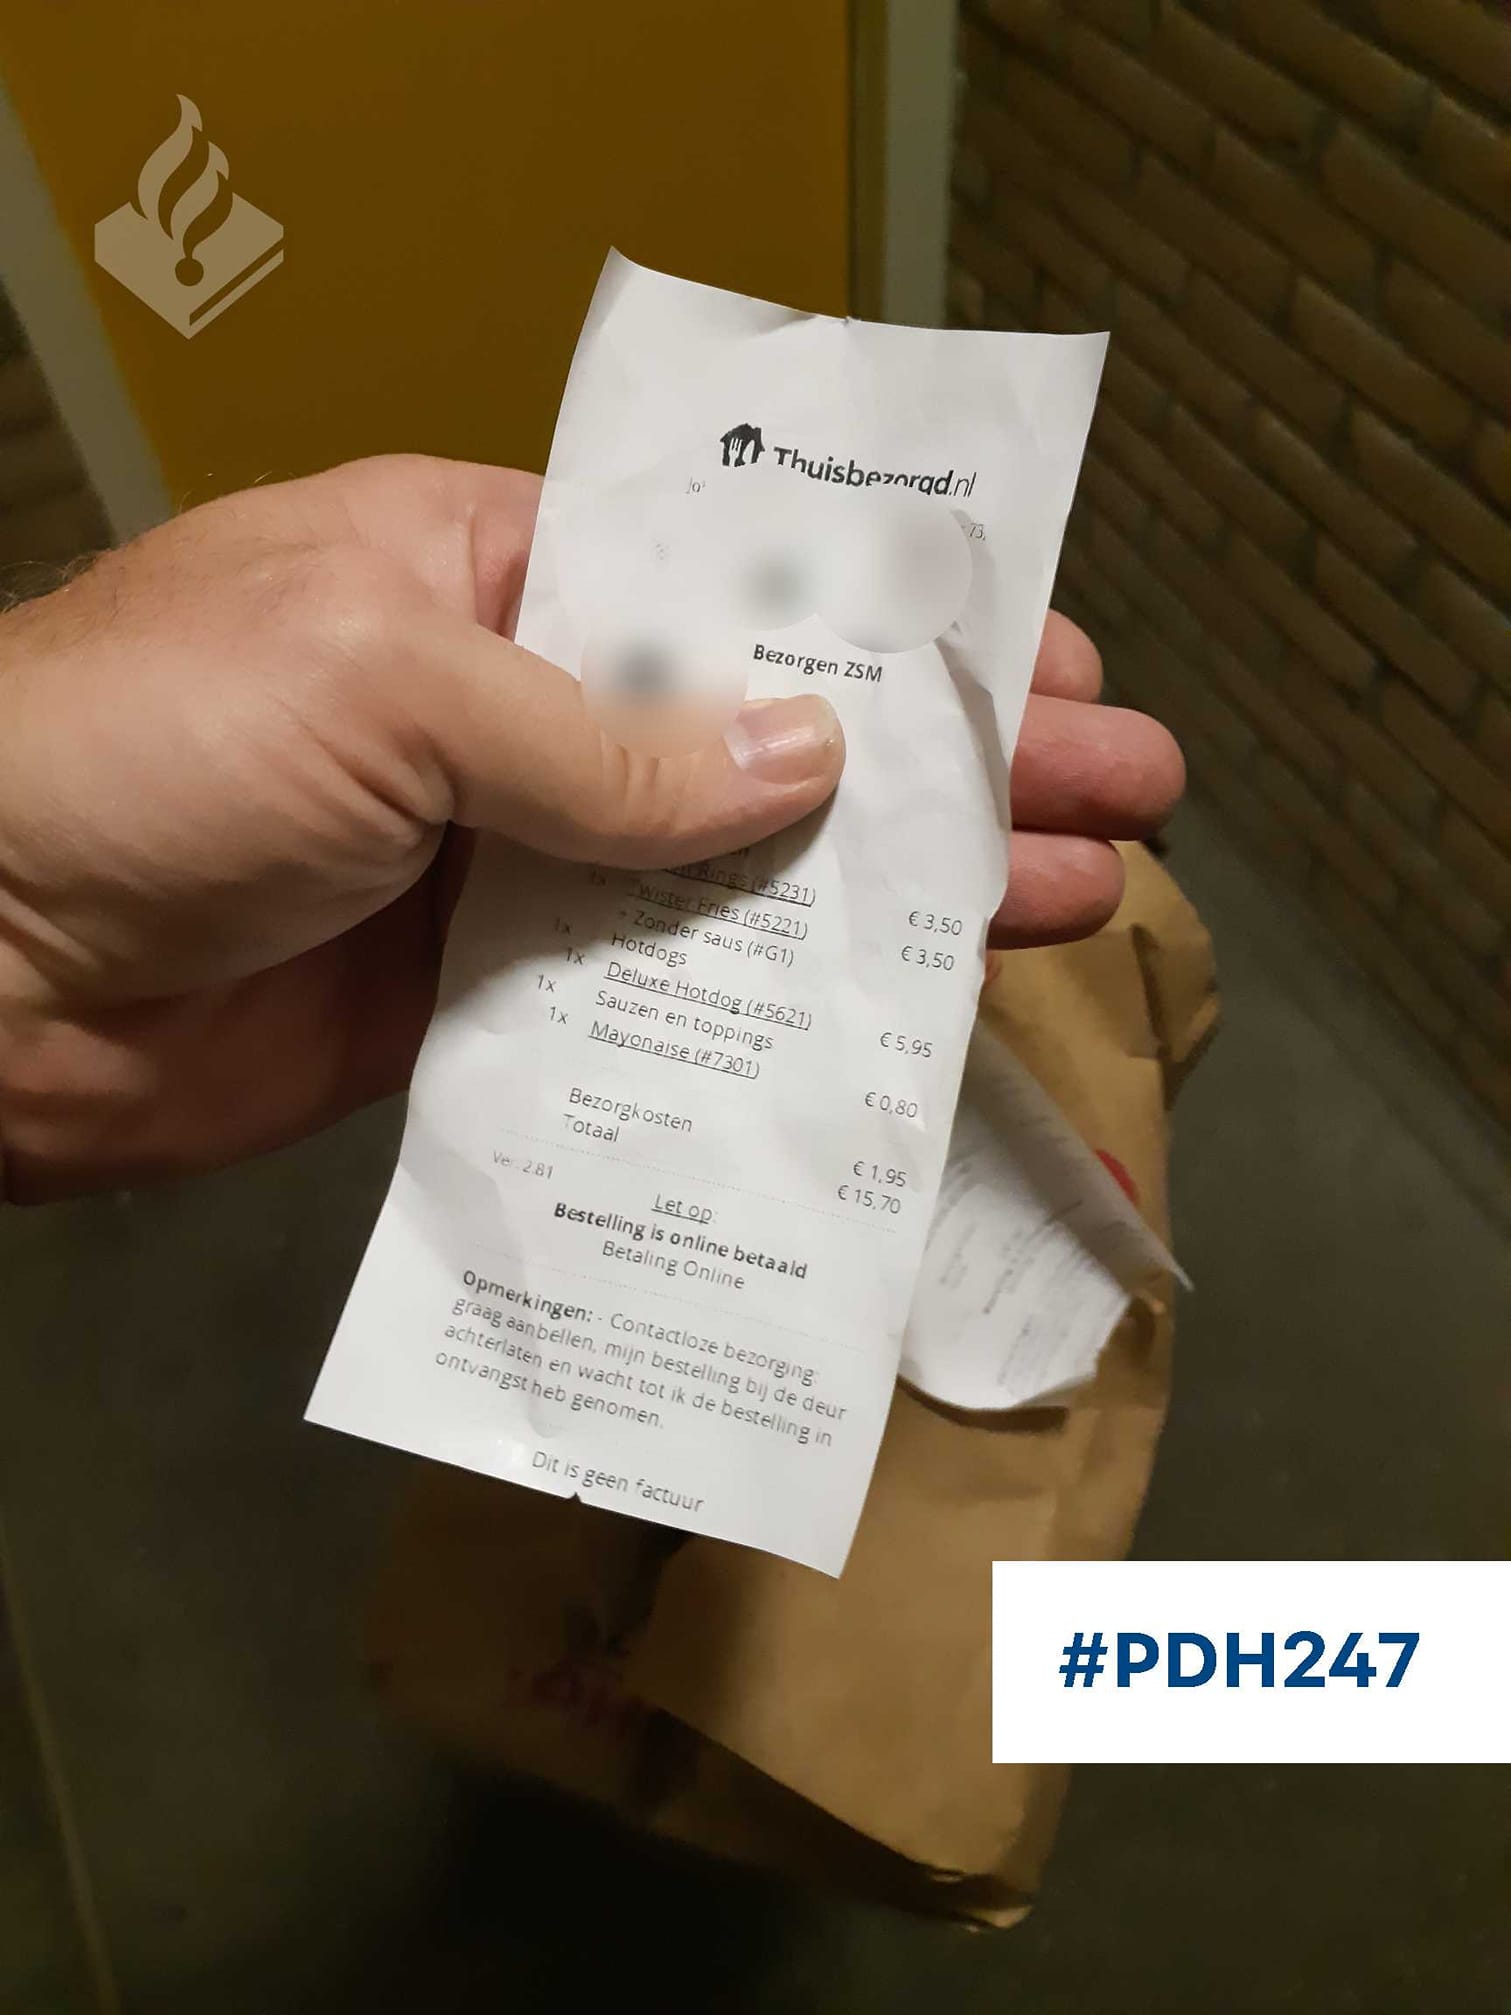 Thuisbezorgd.nl
73,
Bezorgen ZSM
Rings (#5231) € 3,50
1x Twister Fries (#5221) € 3,50
+ Zonder saus (#G1)
1x Hotdogs
1x Deluxe Hotdog (#5621) € 5,95
1x Sauzen en toppings
1x Mayonaise (#7301) € 0,80
Bezorgkosten € 1,95
Totaal € 15,70
Ver. 2.81
Let op:
Bestelling is online betaald
Betaling Online
Opmerkingen: - Contactloze bezorging:
graag aanbellen, mijn bestelling bij de deur
achterlaten en wacht tot ik de bestelling in
ontvangst heb genomen.
Dit is geen factuur
#PDH247